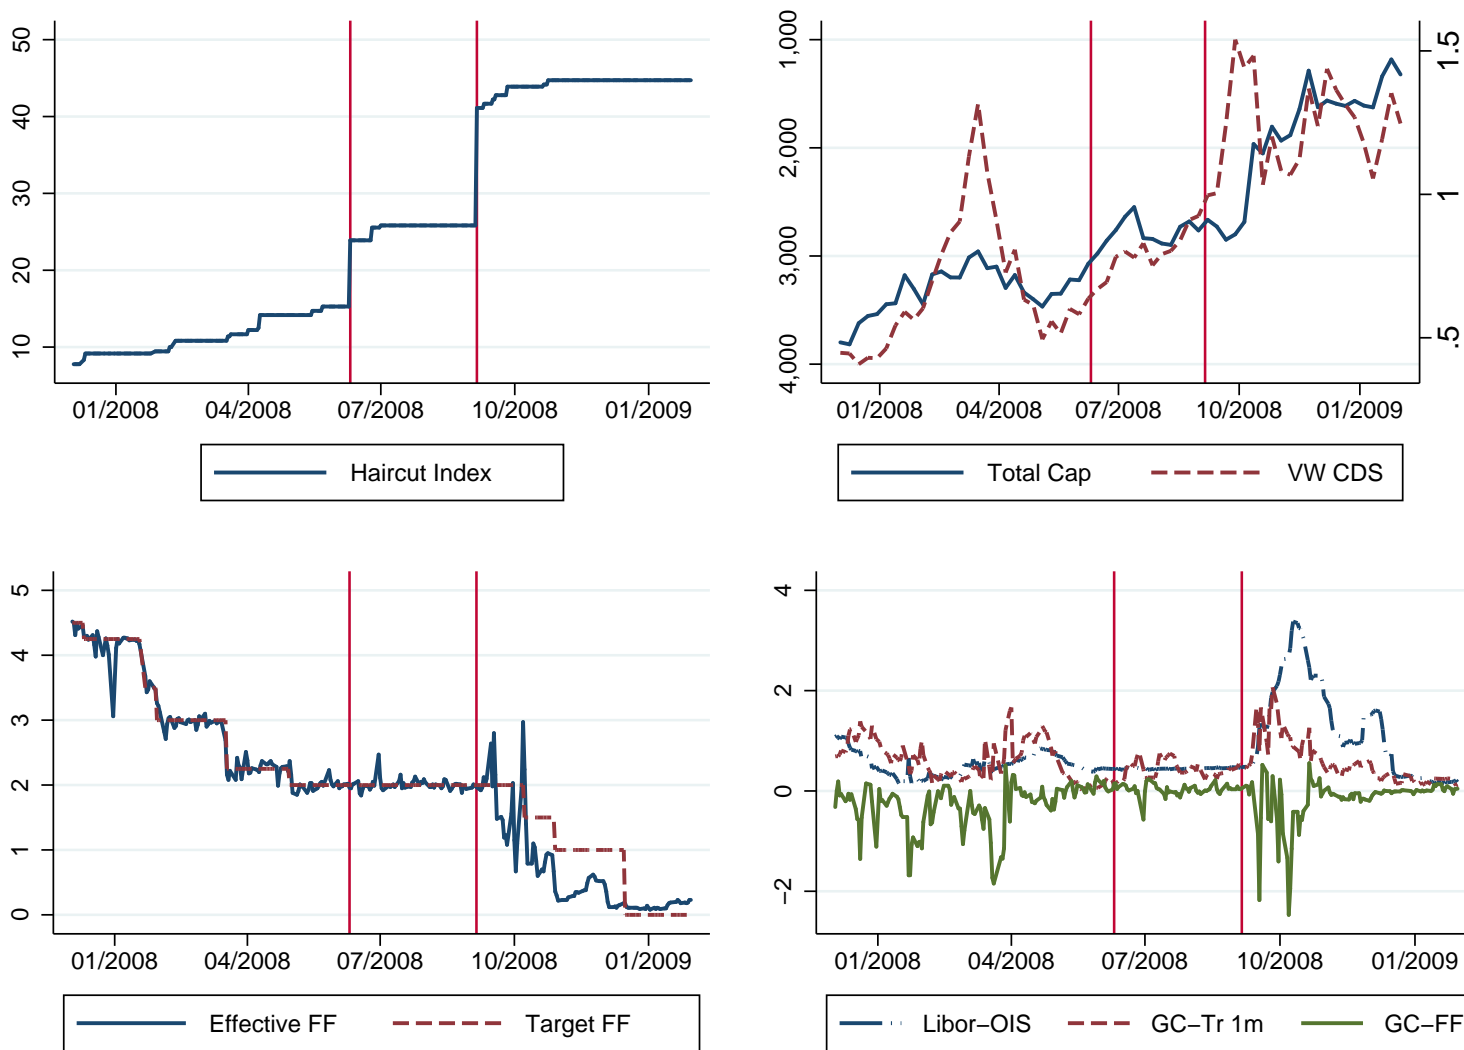 50
40
30
20
10
01/2008 04/2008 07/2008 10/2008 01/2009
Haircut Index
1,000
2,000
3,000
4,000
1.5
1
.5
01/2008 04/2008 07/2008 10/2008 01/2009
Total Cap VW CDS
5
4
3
2
1
0
01/2008 04/2008 07/2008 10/2008 01/2009
Effective FF Target FF
4
2
0
−2
01/2008 04/2008 07/2008 10/2008 01/2009
Libor−OIS GC−Tr 1m GC−FF